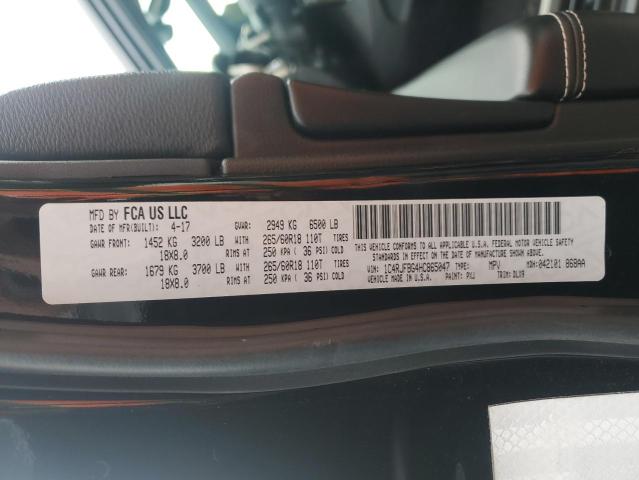 MFD BY FCA US LLC
DATE OF MFR(BUILT): 4-17 GVWR: 2949 KG 6500 LB
GAWR FRONT: 1452 KG 3200 LB WITH 265/60R18 110T TIRES
18X8.0 RIMS AT 250 KPA ( 36 PSI) COLD
GAWR REAR: 1679 KG 3700 LB WITH 265/60R18 110T TIRES
18X8.0 RIMS AT 250 KPA ( 36 PSI) COLD
THIS VEHICLE CONFORMS TO ALL APPLICABLE U.S.A. FEDERAL MOTOR VEHICLE SAFETY
STANDARDS IN EFFECT ON THE DATE OF MANUFACTURE SHOWN ABOVE.
VIN: 1C4RJFBG4HC865047 TYPE: MPV MDH: 042101 868AA
VEHICLE MADE IN U.S.A. PAINT: PXJ TRIM: DLX9